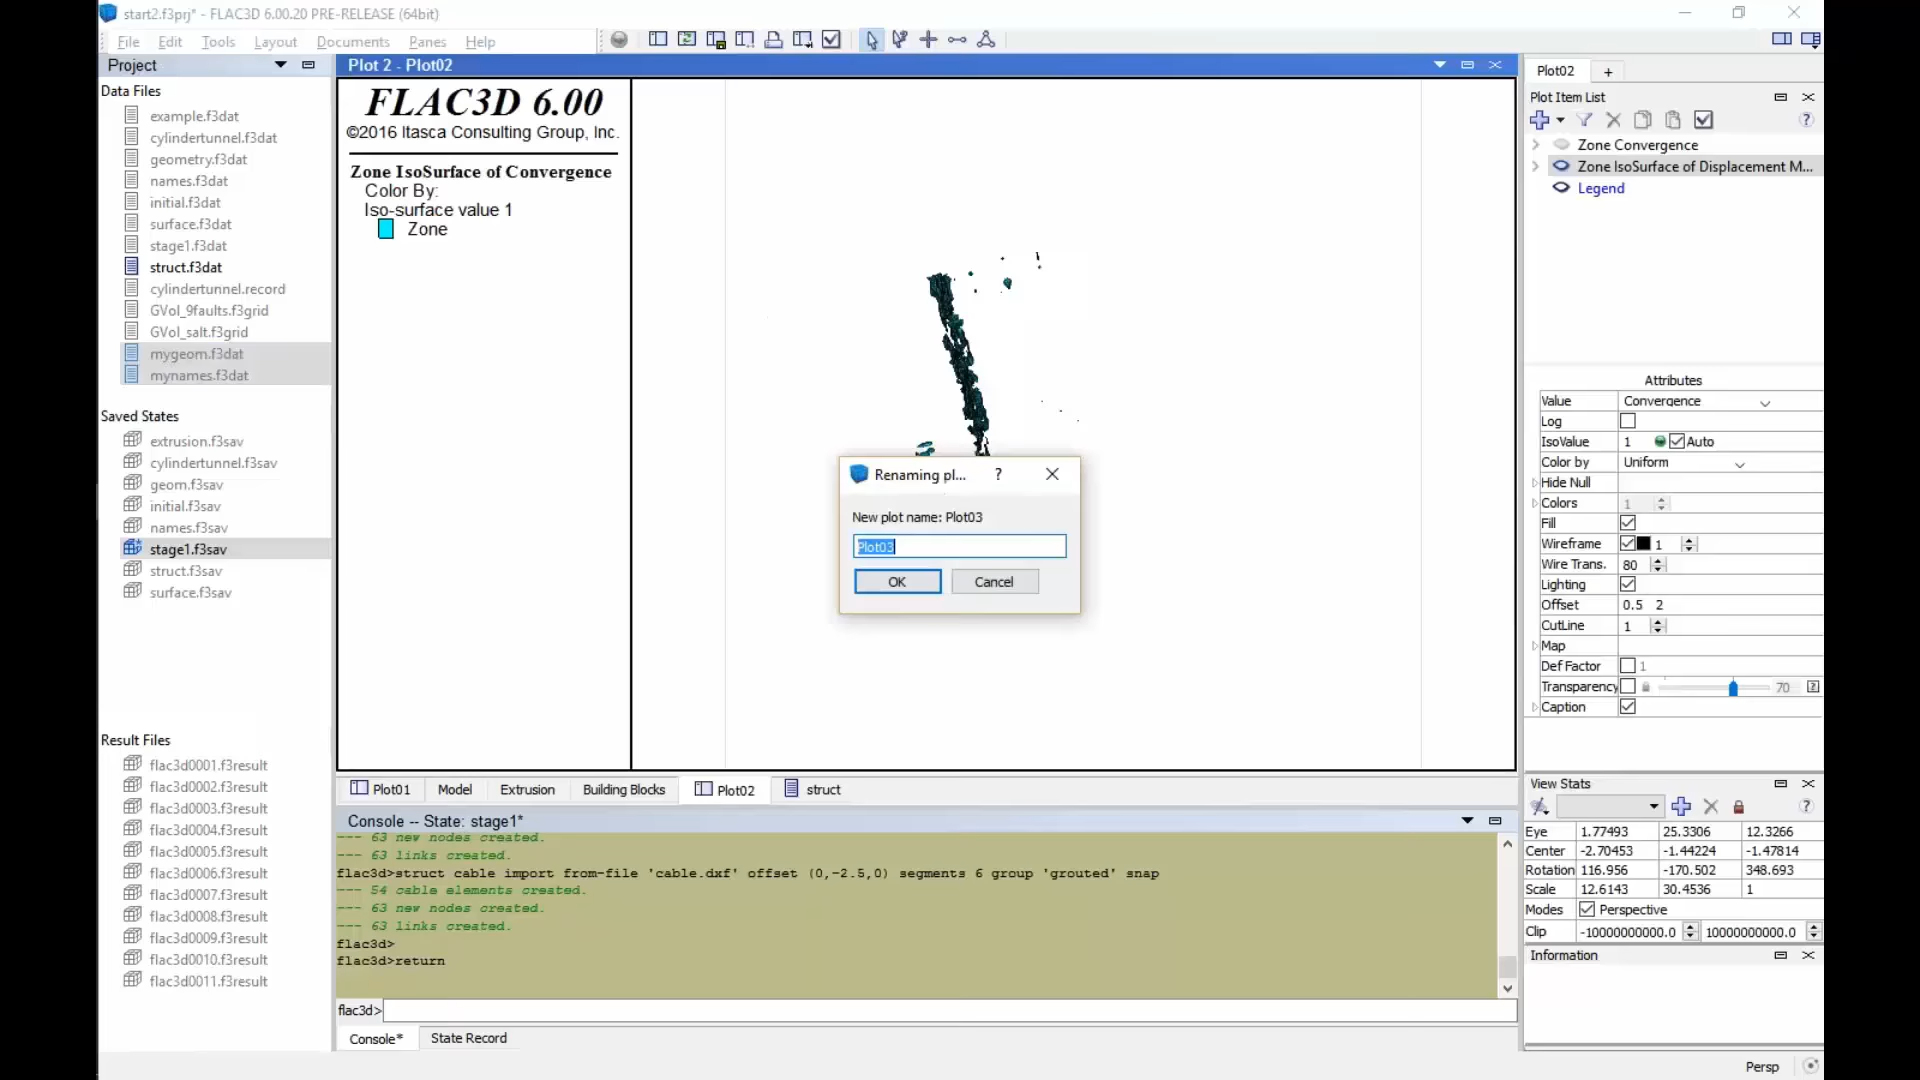 start2.f3prj* - FLAC3D 6.00.20 PRE-RELEASE (64bit)
File Edit Tools Layout Documents Panes Help
Project
Data Files
example.f3dat
cylindertunnel.f3dat
geometry.f3dat
names.f3dat
initial.f3dat
surface.f3dat
stage1.f3dat
struct.f3dat
cylindertunnel.record
GVol_9faults.f3grid
GVol_salt.f3grid
mygeom.f3dat
mynames.f3dat
Saved States
extrusion.f3sav
cylindertunnel.f3sav
geom.f3sav
initial.f3sav
names.f3sav
stage1.f3sav
struct.f3sav
surface.f3sav
Result Files
flac3d0001.f3result
flac3d0002.f3result
flac3d0003.f3result
flac3d0004.f3result
flac3d0005.f3result
flac3d0006.f3result
flac3d0007.f3result
flac3d0008.f3result
flac3d0009.f3result
flac3d0010.f3result
flac3d0011.f3result
Plot 2 - Plot02
FLAC3D 6.00
©2016 Itasca Consulting Group, Inc.
Zone IsoSurface of Convergence
Color By:
Iso-surface value 1
Zone
Renaming pl... ?
New plot name: Plot03
Plot03
OK Cancel
Plot01 Model Extrusion Building Blocks Plot02 struct
Console -- State: stage1*
--- 63 new nodes created.
--- 63 links created.
flac3d>struct cable import from-file 'cable.dxf' offset (0,-2.5,0) segments 6 group 'grouted' snap
--- 54 cable elements created.
--- 63 new nodes created.
--- 63 links created.
flac3d>
flac3d>return
flac3d>
Console* State Record
Plot02 +
Plot Item List
?
Zone Convergence
Zone IsoSurface of Displacement M...
Legend
Attributes
Value Convergence
Log
IsoValue 1 Auto
Color by Uniform
Hide Null
Colors 1
Fill
Wireframe 1
Wire Trans. 80
Lighting
Offset 0.5 2
CutLine 1
Map
Def Factor 1
Transparency 70 ?
Caption
View Stats
?
Eye 1.77493 25.3306 12.3266
Center -2.70453 -1.44224 -1.47814
Rotation 116.956 -170.502 348.693
Scale 12.6143 30.4536 1
Modes Perspective
Clip -10000000000.0 10000000000.0
Information
Persp